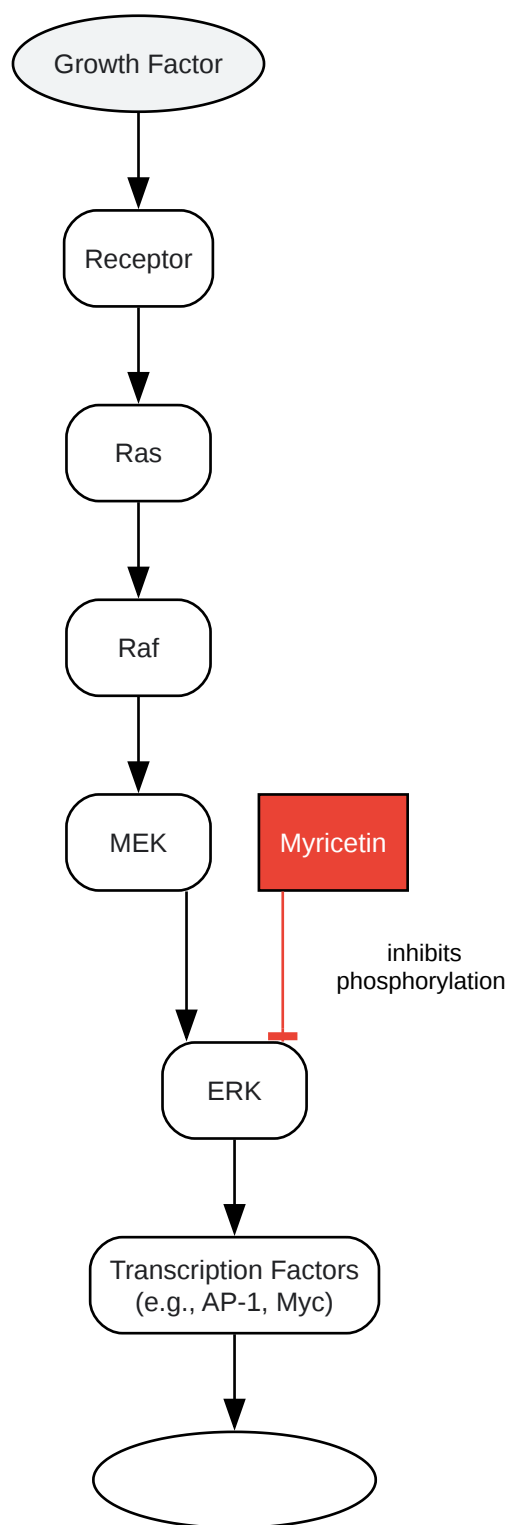 Growth Factor
Receptor
Ras
Raf
MEK
Myricetin
inhibits
phosphorylation
ERK
Transcription Factors
(e.g., AP-1, Myc)